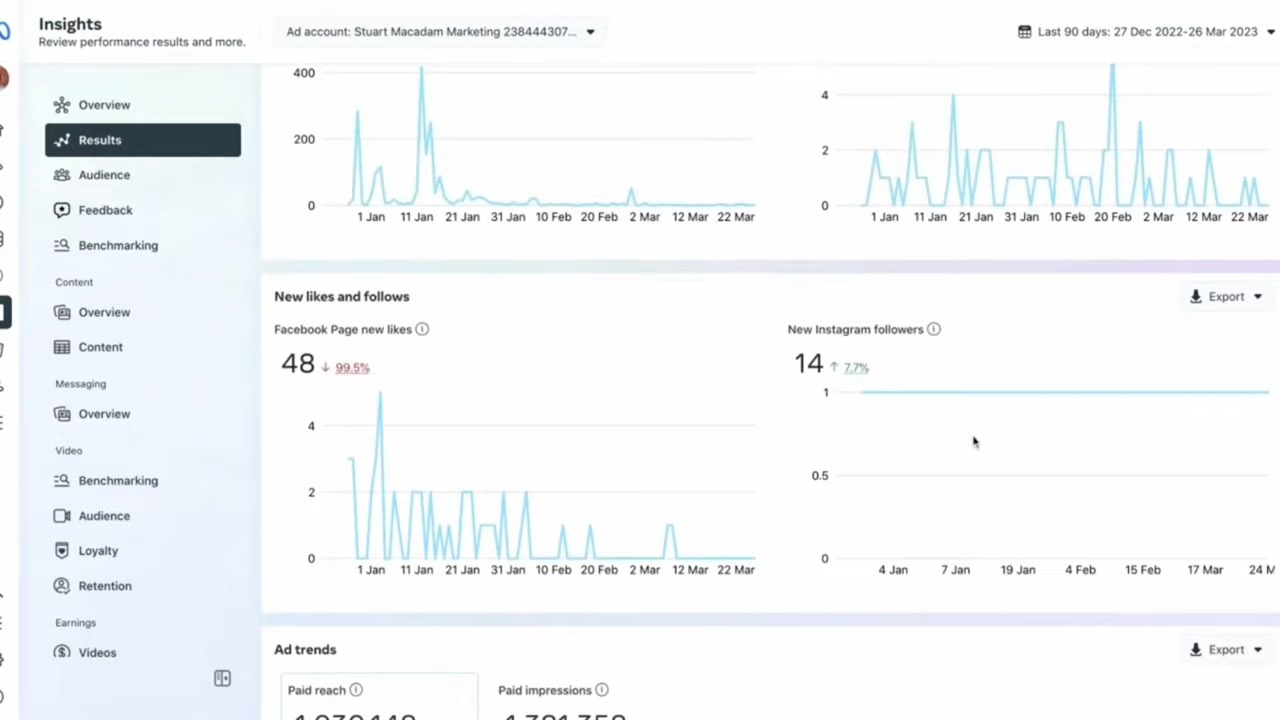 Insights
Review performance results and more.
Ad account: Stuart Macadam Marketing 238444307...
Last 90 days: 27 Dec 2022-26 Mar 2023
Overview
Results
Audience
Feedback
Benchmarking
Content
Overview
Content
Messaging
Overview
Video
Benchmarking
Audience
Loyalty
Retention
Earnings
Videos
400
200
0
1 Jan 11 Jan 21 Jan 31 Jan 10 Feb 20 Feb 2 Mar 12 Mar 22 Mar
4
2
0
1 Jan 11 Jan 21 Jan 31 Jan 10 Feb 20 Feb 2 Mar 12 Mar 22 Mar
New likes and follows
Export
Facebook Page new likes
48 ↓ 99.5%
4
2
0
1 Jan 11 Jan 21 Jan 31 Jan 10 Feb 20 Feb 2 Mar 12 Mar 22 Mar
New Instagram followers
14 ↑ 7.7%
1
0.5
0
4 Jan 7 Jan 19 Jan 4 Feb 15 Feb 17 Mar 24 M
Ad trends
Export
Paid reach
Paid impressions